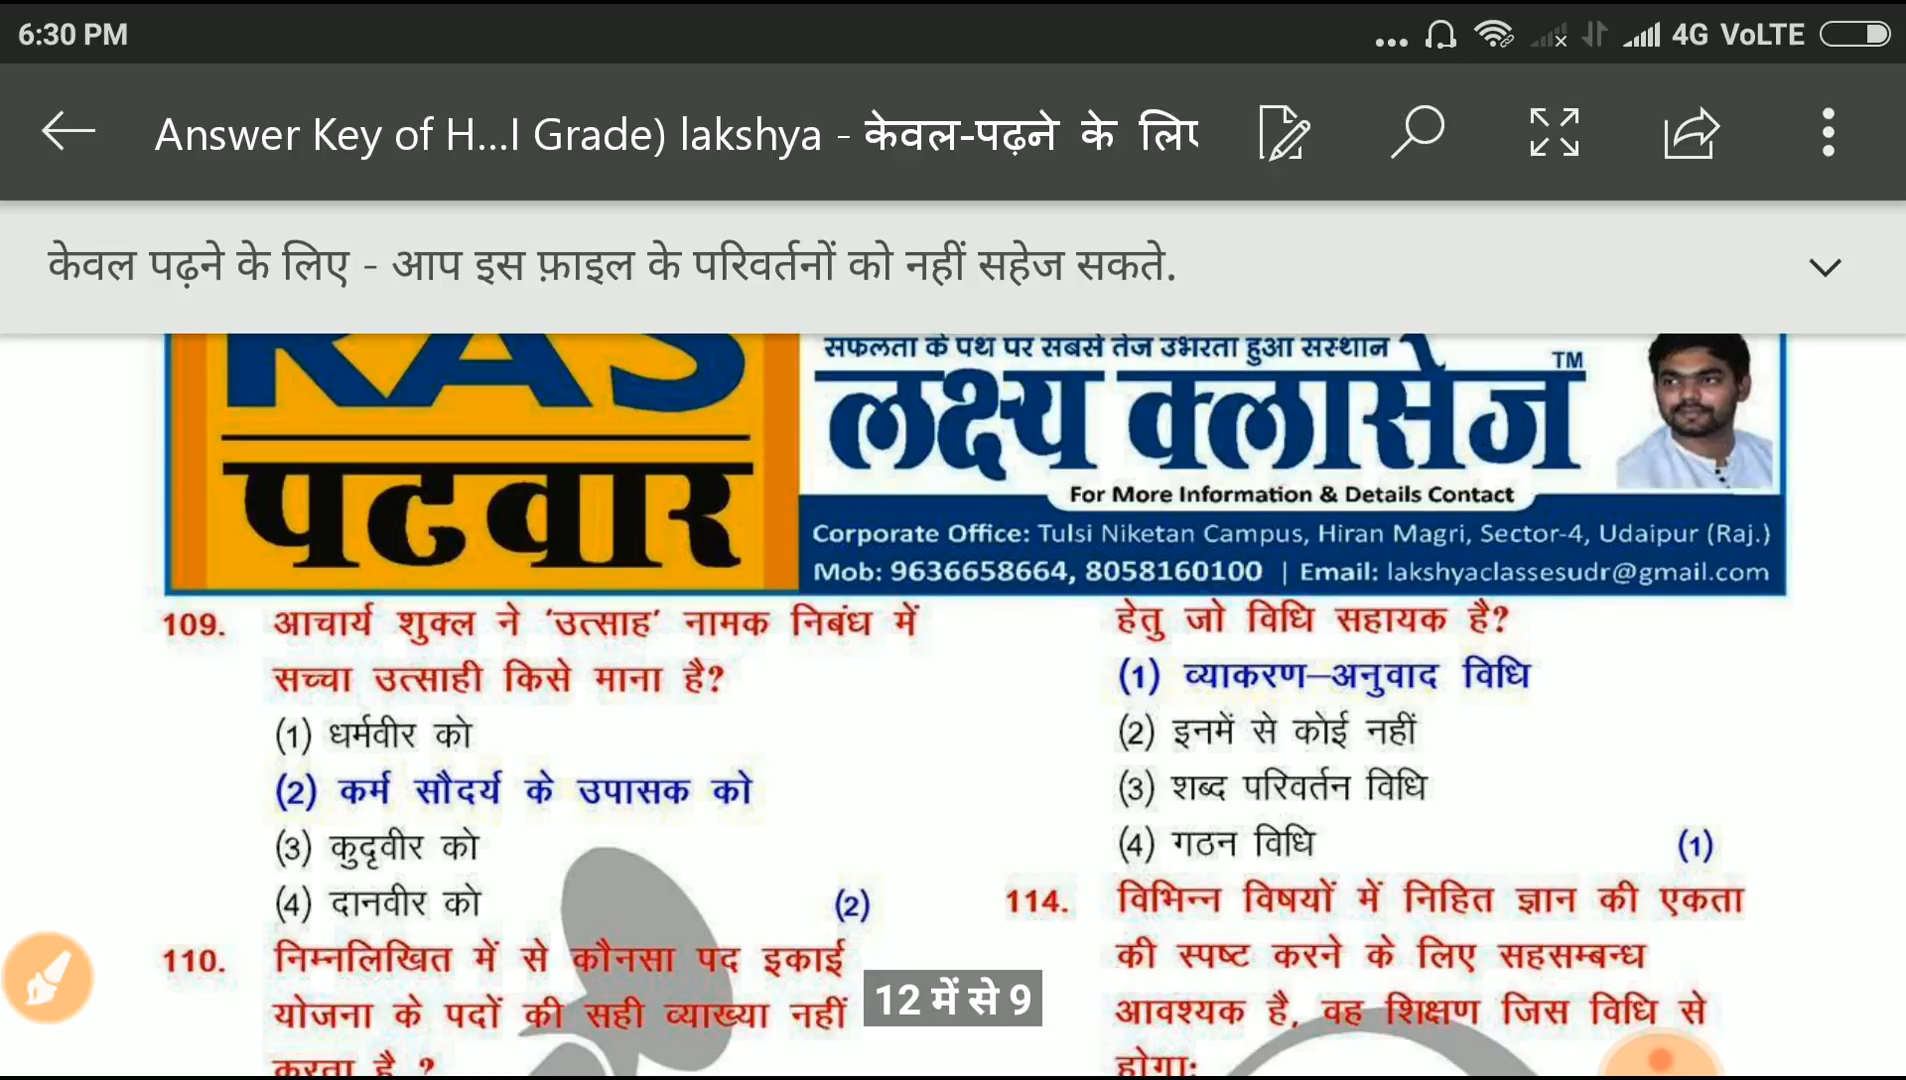 6:30 PM
4G VoLTE
Answer Key of H...I Grade) lakshya - केवल-पढ़ने के लिए
केवल पढ़ने के लिए - आप इस फ़ाइल के परिवर्तनों को नहीं सहेज सकते.
RAS
पटवार
सफलता के पथ पर सबसे तेज उभरता हुआ संस्थान
लक्ष्य क्लासेज TM
For More Information & Details Contact
Corporate Office: Tulsi Niketan Campus, Hiran Magri, Sector-4, Udaipur (Raj.)
Mob: 9636658664, 8058160100 | Email: lakshyaclassesudr@gmail.com
109. आचार्य शुक्ल ने 'उत्साह' नामक निबंध में
सच्चा उत्साही किसे माना है?
(1) धर्मवीर को
(2) कर्म सौदर्य के उपासक को
(3) कुदृवीर को
(4) दानवीर को (2)
110. निम्नलिखित में से कौनसा पद इकाई
योजना के पदों की सही व्याख्या नहीं
करता है ?
हेतु जो विधि सहायक है?
(1) व्याकरण–अनुवाद विधि
(2) इनमें से कोई नहीं
(3) शब्द परिवर्तन विधि
(4) गठन विधि (1)
114. विभिन्न विषयों में निहित ज्ञान की एकता
की स्पष्ट करने के लिए सहसम्बन्ध
आवश्यक है, वह शिक्षण जिस विधि से
होगा:
12 में से 9